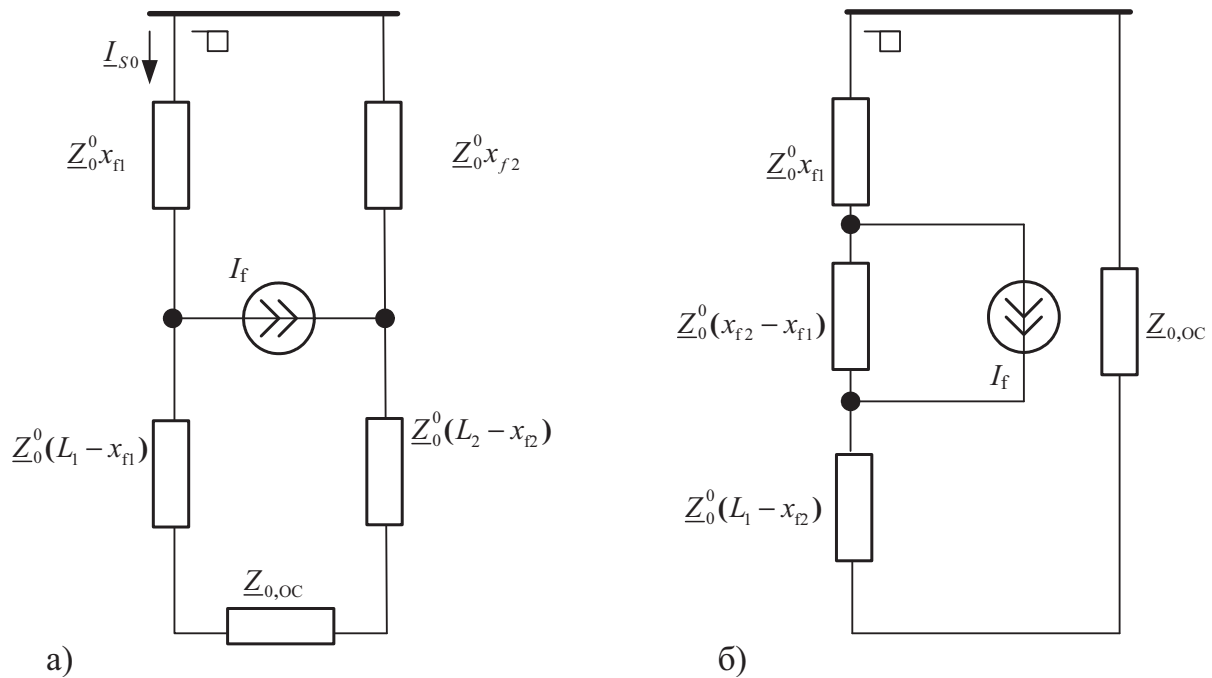 I_S0
Z_0^0 x_f1
Z_0^0 x_f2
I_f
Z_0^0(L_1 − x_f1)
Z_0^0(L_2 − x_f2)
Z_0,OC
а)
Z_0^0 x_f1
Z_0^0(x_f2 − x_f1)
I_f
Z_0,OC
Z_0^0(L_1 − x_f2)
б)